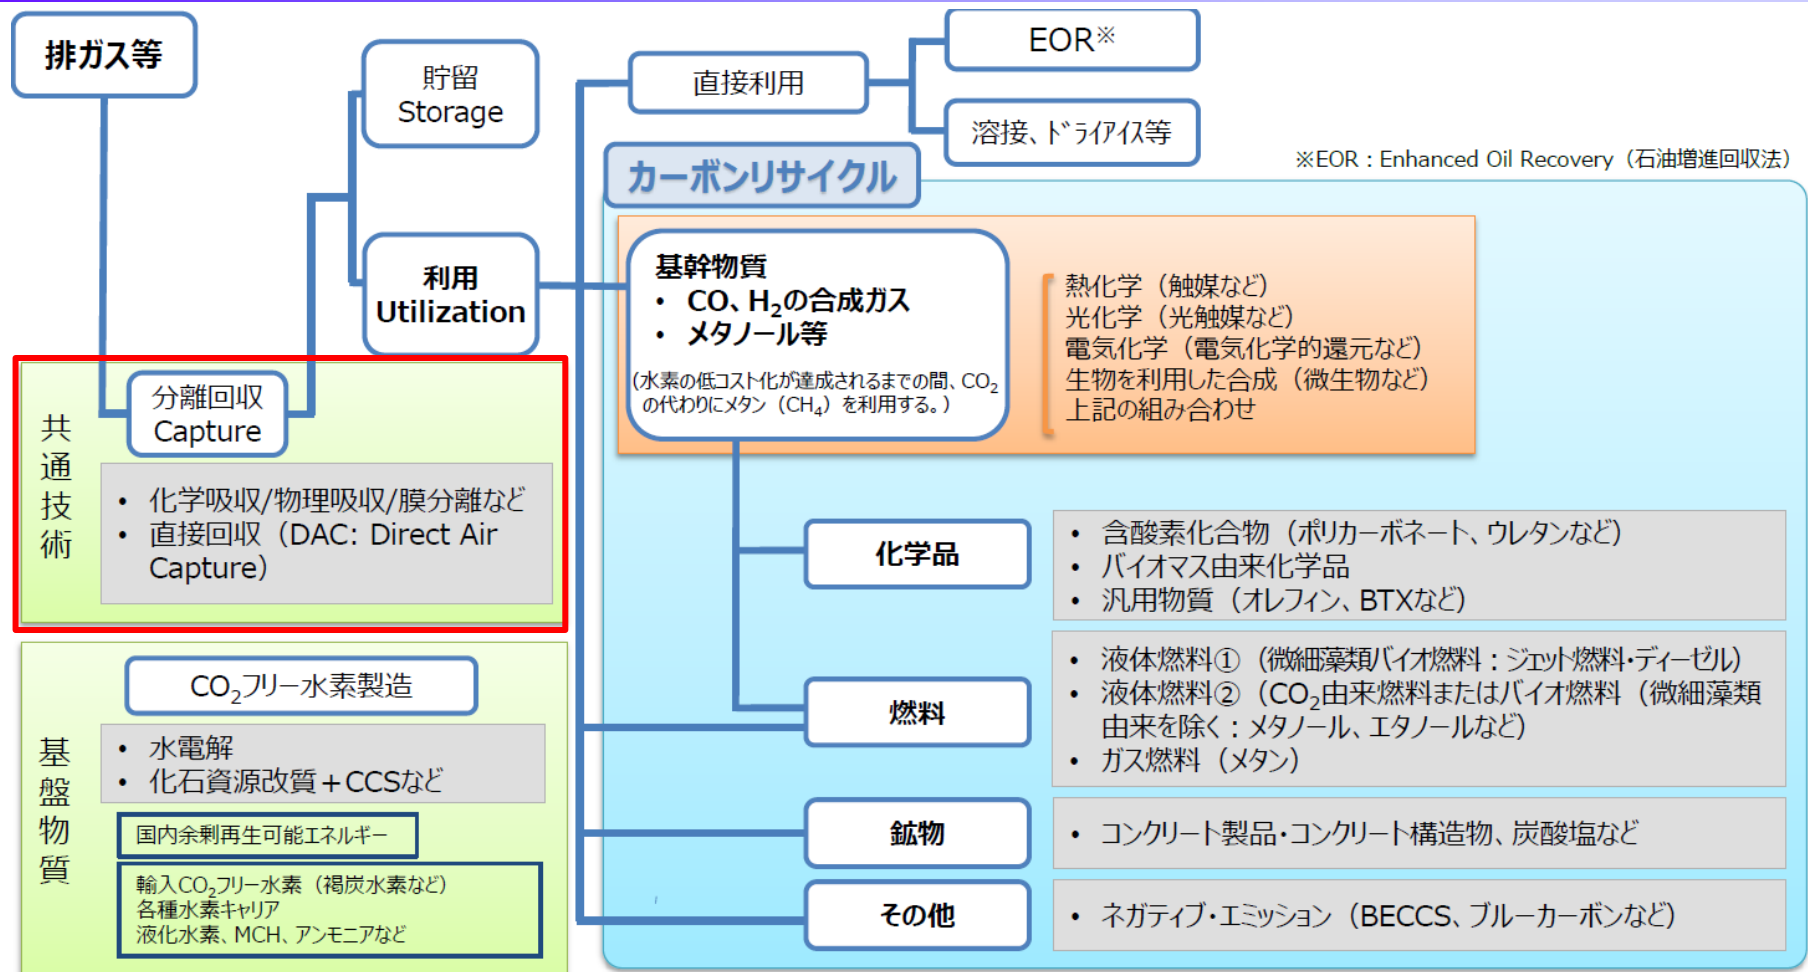 排ガス等
貯留
Storage
利用
Utilization
直接利用
EOR※
溶接、ドライアイス等
※EOR：Enhanced Oil Recovery（石油増進回収法）
カーボンリサイクル
基幹物質
• CO、H₂の合成ガス
• メタノール等
(水素の低コスト化が達成されるまでの間、CO₂
の代わりにメタン（CH₄）を利用する。）
熱化学（触媒など）
光化学（光触媒など）
電気化学（電気化学的還元など）
生物を利用した合成（微生物など）
上記の組み合わせ
共通技術
分離回収
Capture
• 化学吸収/物理吸収/膜分離など
• 直接回収（DAC: Direct Air
Capture）
基盤物質
CO₂フリー水素製造
• 水電解
• 化石資源改質＋CCSなど
国内余剰再生可能エネルギー
輸入CO₂フリー水素（褐炭水素など）
各種水素キャリア
液化水素、MCH、アンモニアなど
化学品
• 含酸素化合物（ポリカーボネート、ウレタンなど）
• バイオマス由来化学品
• 汎用物質（オレフィン、BTXなど）
燃料
• 液体燃料①（微細藻類バイオ燃料：ジェット燃料・ディーゼル）
• 液体燃料②（CO₂由来燃料またはバイオ燃料（微細藻類
由来を除く：メタノール、エタノールなど）
• ガス燃料（メタン）
鉱物
• コンクリート製品・コンクリート構造物、炭酸塩など
その他
• ネガティブ・エミッション（BECCS、ブルーカーボンなど）